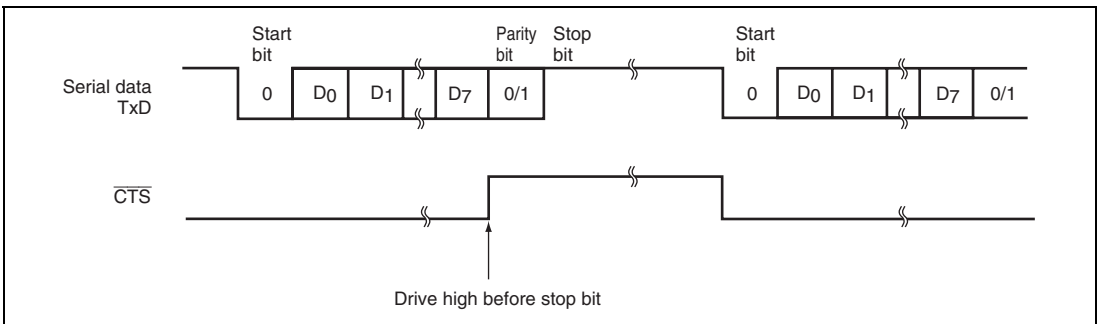 Start bit Parity bit Stop bit Start bit
Serial data TxD 0 D0 D1 D7 0/1 0 D0 D1 D7 0/1
CTS
Drive high before stop bit